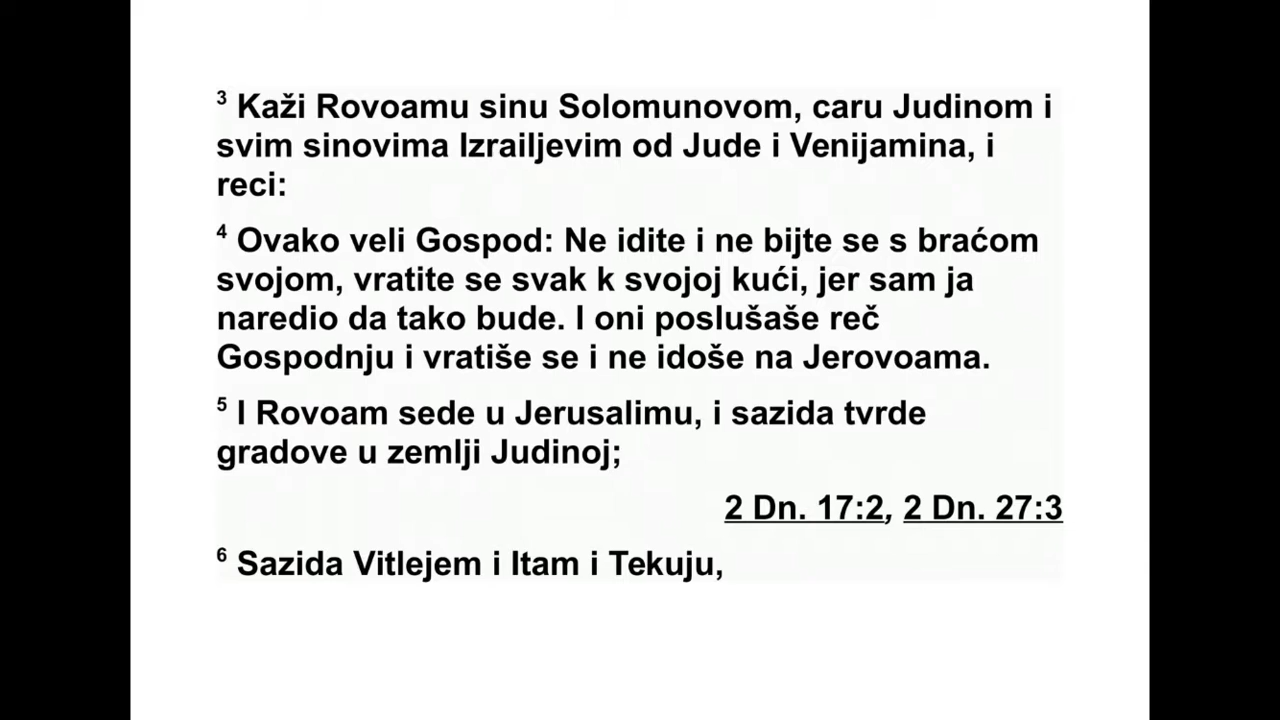 3 Kaži Rovoamu sinu Solomunovom, caru Judinom i
svim sinovima Izrailjevim od Jude i Venijamina, i
reci:
4 Ovako veli Gospod: Ne idite i ne bijte se s braćom
svojom, vratite se svak k svojoj kući, jer sam ja
naredio da tako bude. I oni poslušaše reč
Gospodnju i vratiše se i ne idoše na Jerovoama.
5 I Rovoam sede u Jerusalimu, i sazida tvrde
gradove u zemlji Judinoj;
2 Dn. 17:2, 2 Dn. 27:3
6 Sazida Vitlejem i Itam i Tekuju,